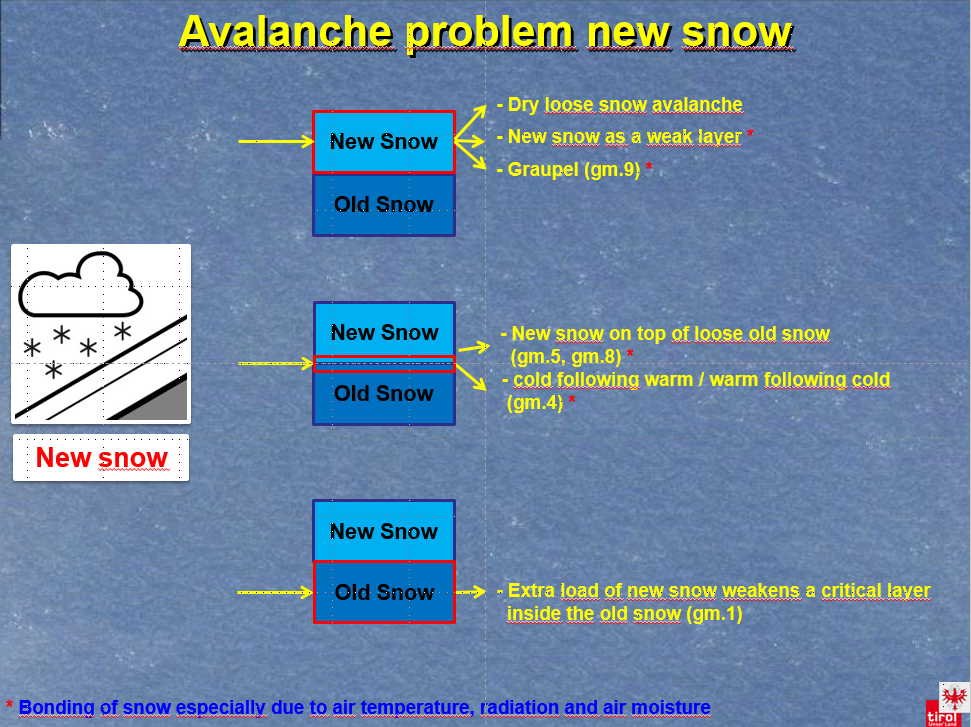 Avalanche problem new snow
New Snow
Old Snow
- Dry loose snow avalanche
- New snow as a weak layer *
- Graupel (gm.9) *
New Snow
Old Snow
- New snow on top of loose old snow
(gm.5, gm.8) *
- cold following warm / warm following cold
(gm.4) *
New snow
New Snow
Old Snow
- Extra load of new snow weakens a critical layer
inside the old snow (gm.1)
* Bonding of snow especially due to air temperature, radiation and air moisture
tirol
Unser Land